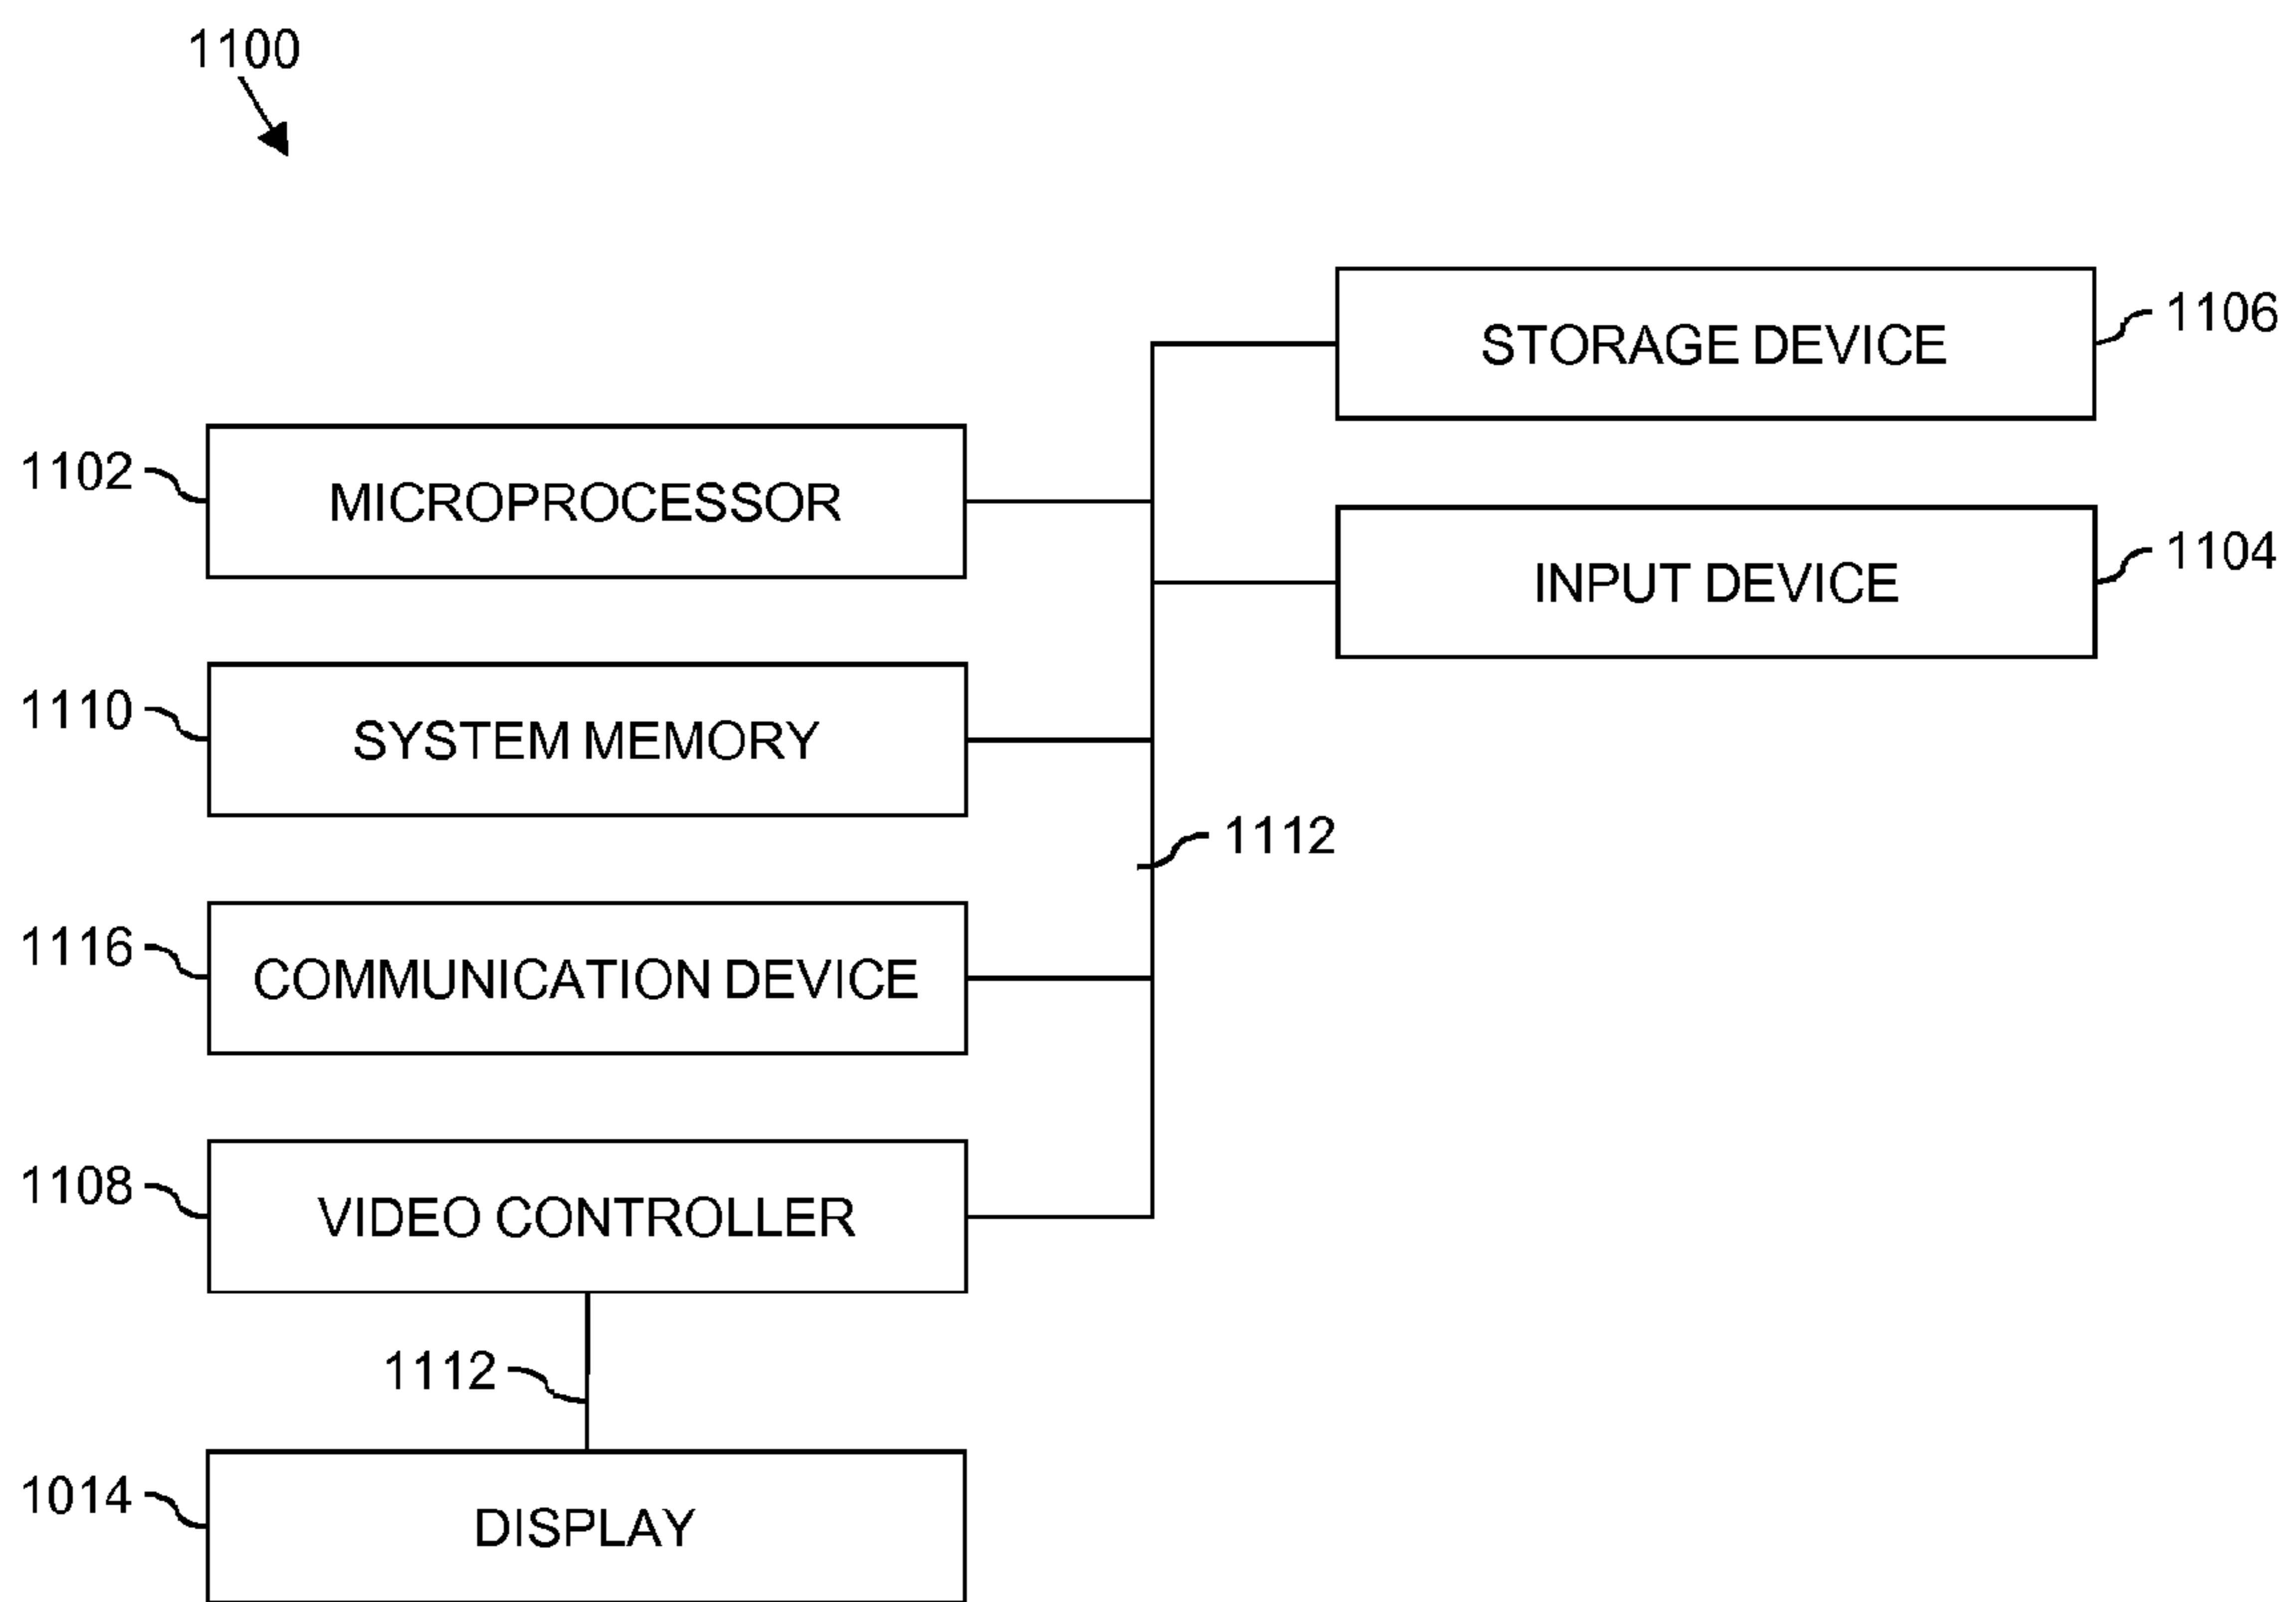 1100
STORAGE DEVICE
1106
1102
MICROPROCESSOR
INPUT DEVICE
1104
1110
SYSTEM MEMORY
1112
1116
COMMUNICATION DEVICE
1108
VIDEO CONTROLLER
1112
1014
DISPLAY